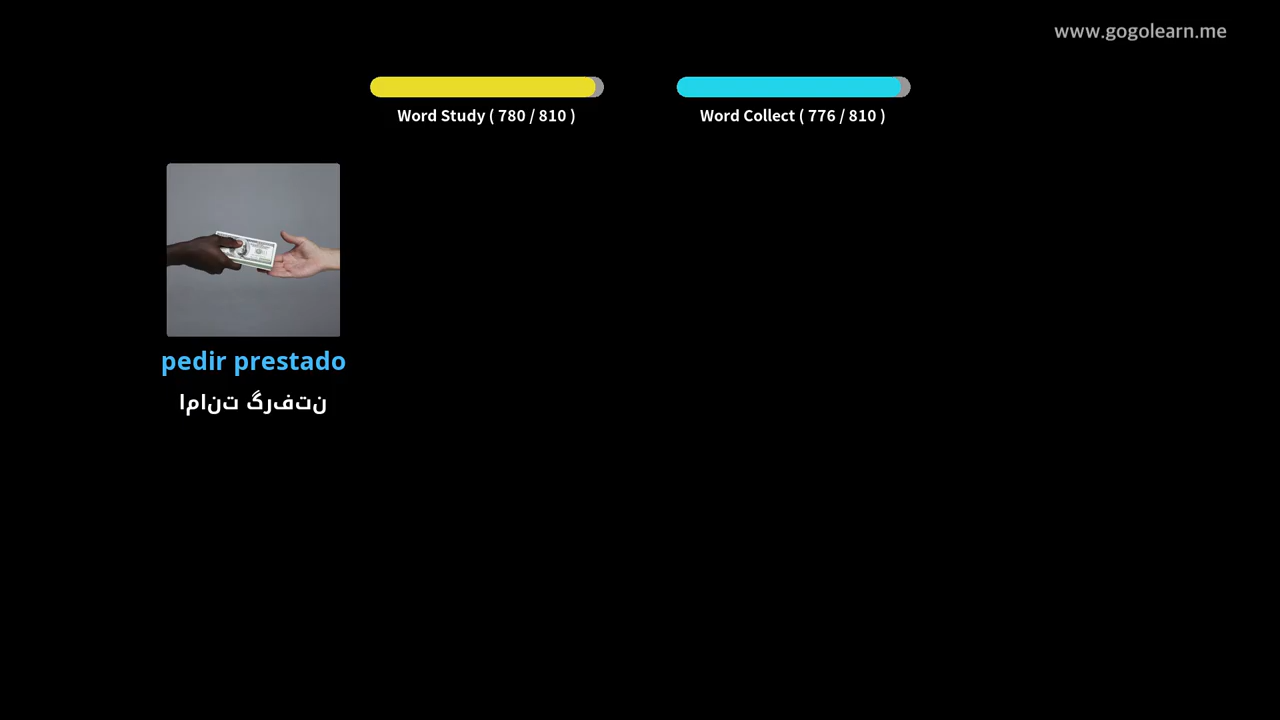 www.gogolearn.me
Word Study ( 780 / 810 )
Word Collect ( 776 / 810 )
pedir prestado
امانت گرفتن